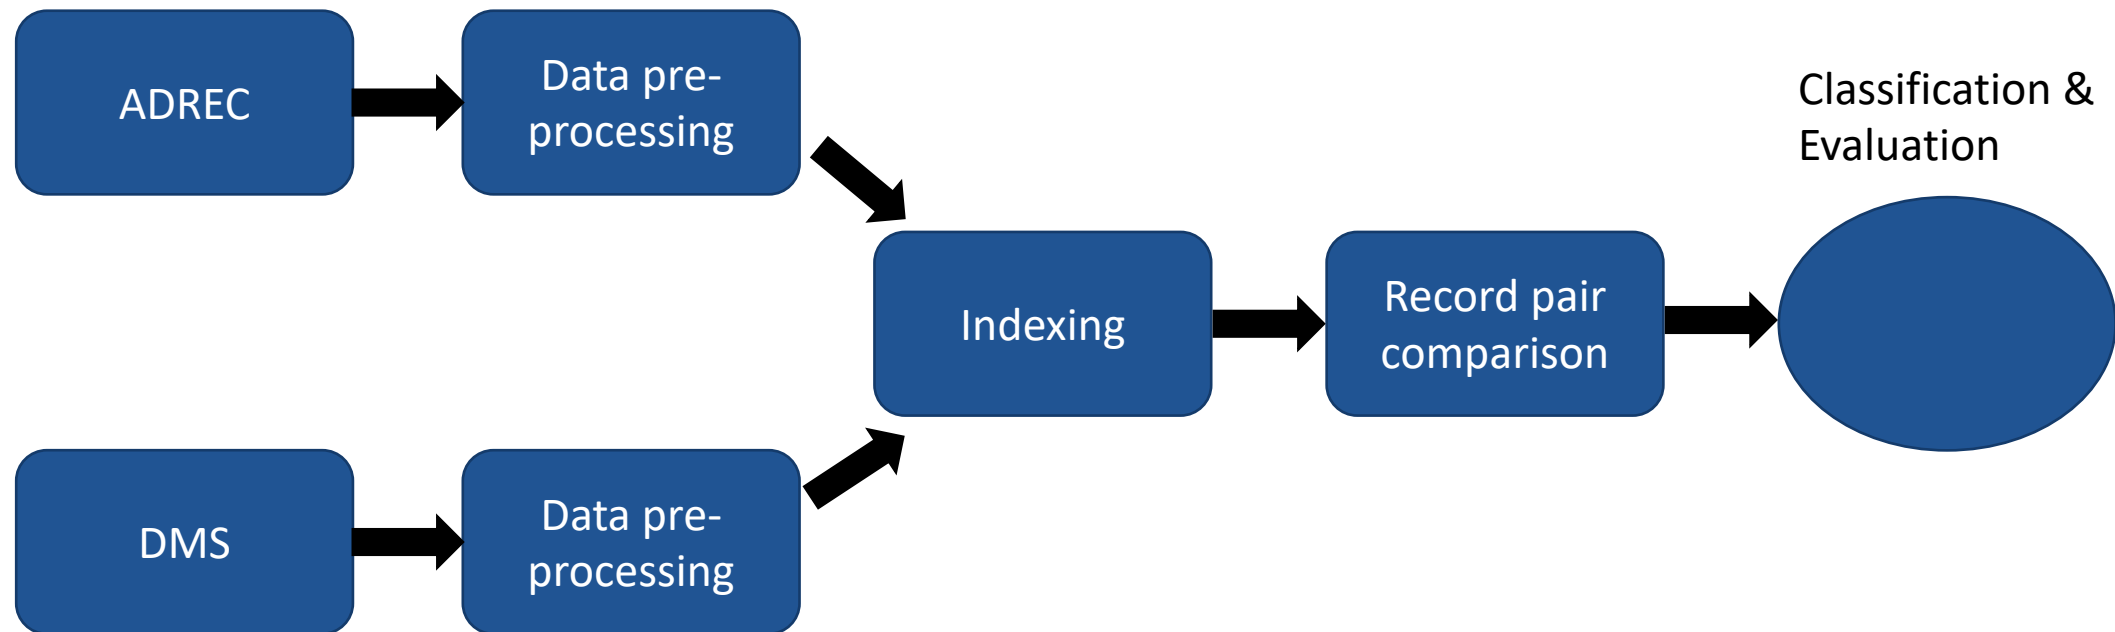 ADREC
Data pre-
processing
Classification &
Evaluation
Indexing
Record pair
comparison
DMS
Data pre-
processing